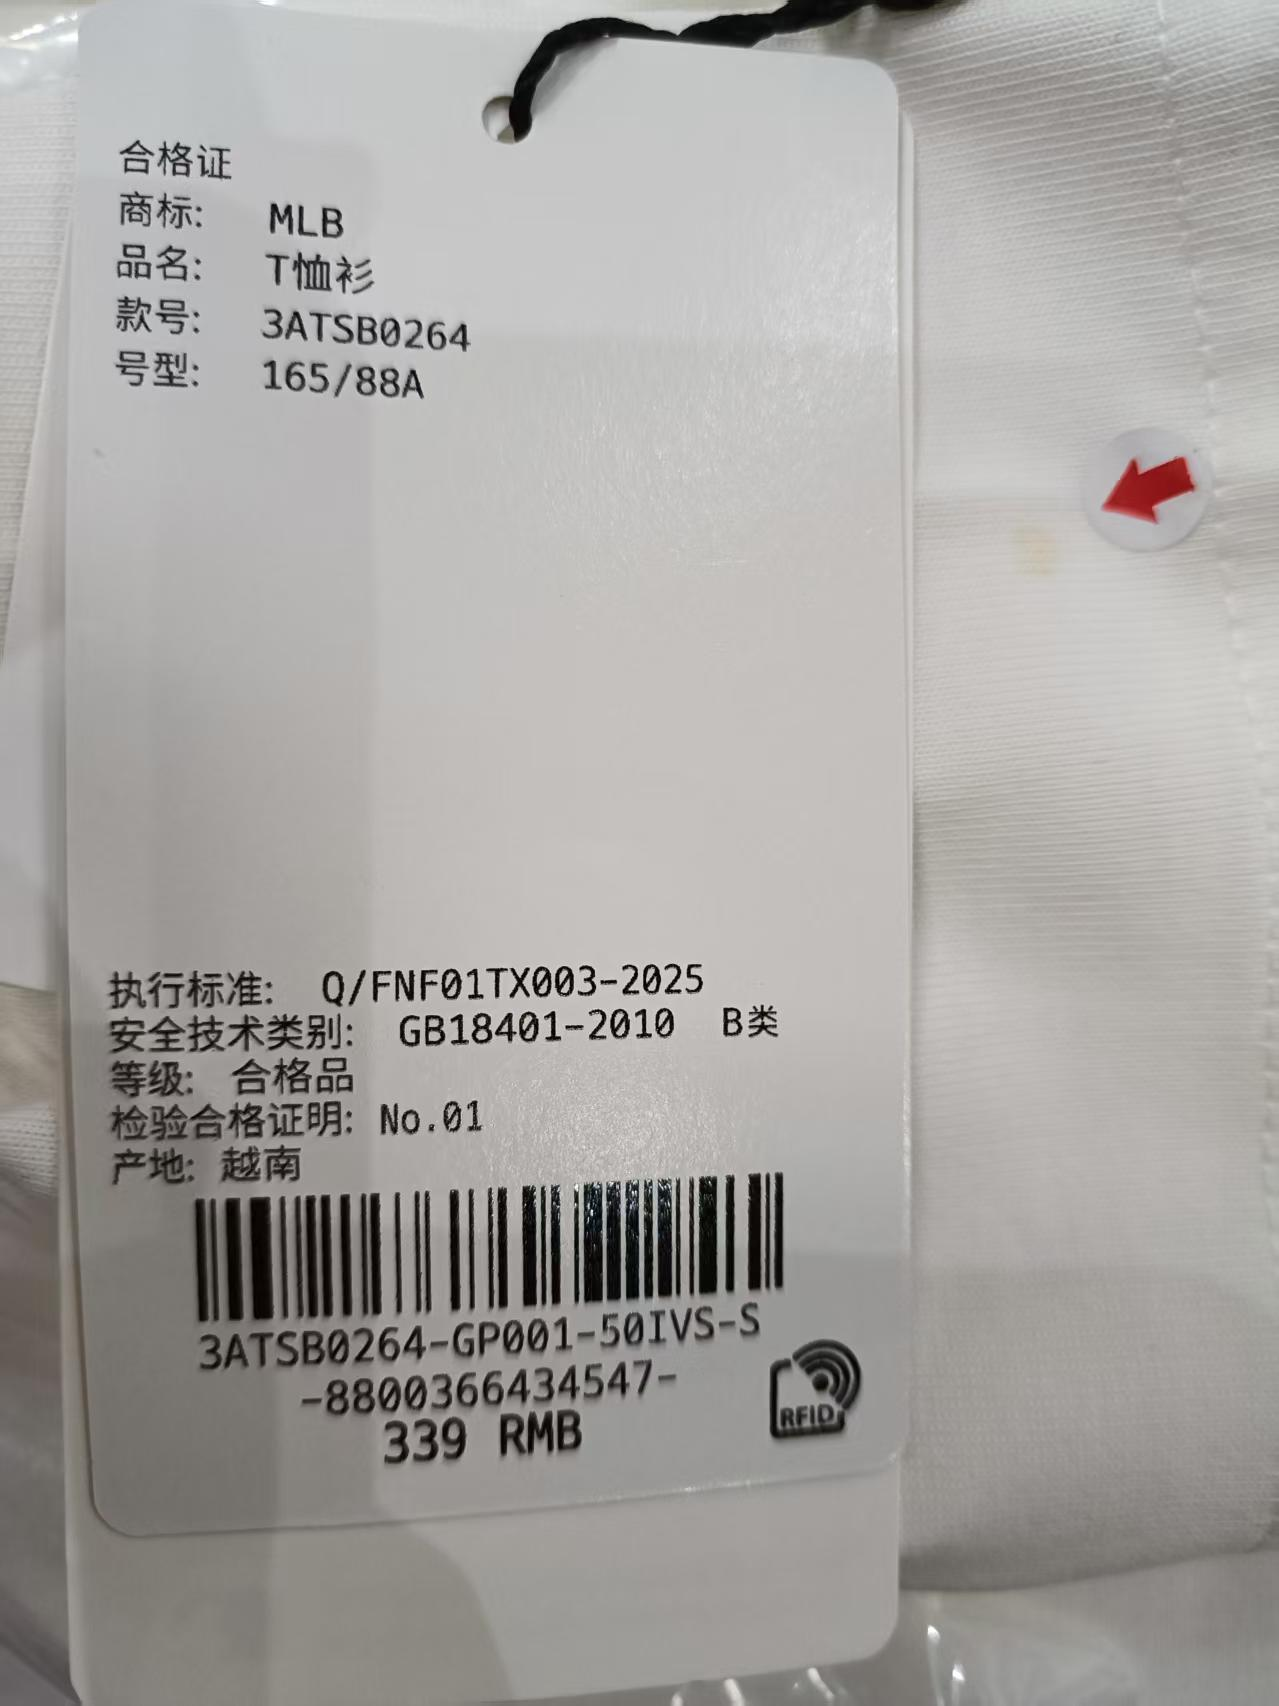 合格证
商标: MLB
品名: T恤衫
款号: 3ATSB0264
号型: 165/88A
执行标准: Q/FNF01TX003-2025
安全技术类别: GB18401-2010 B类
等级: 合格品
检验合格证明: No.01
产地: 越南
3ATSB0264-GP001-50IVS-S
-8800366434547-
339 RMB
RFID